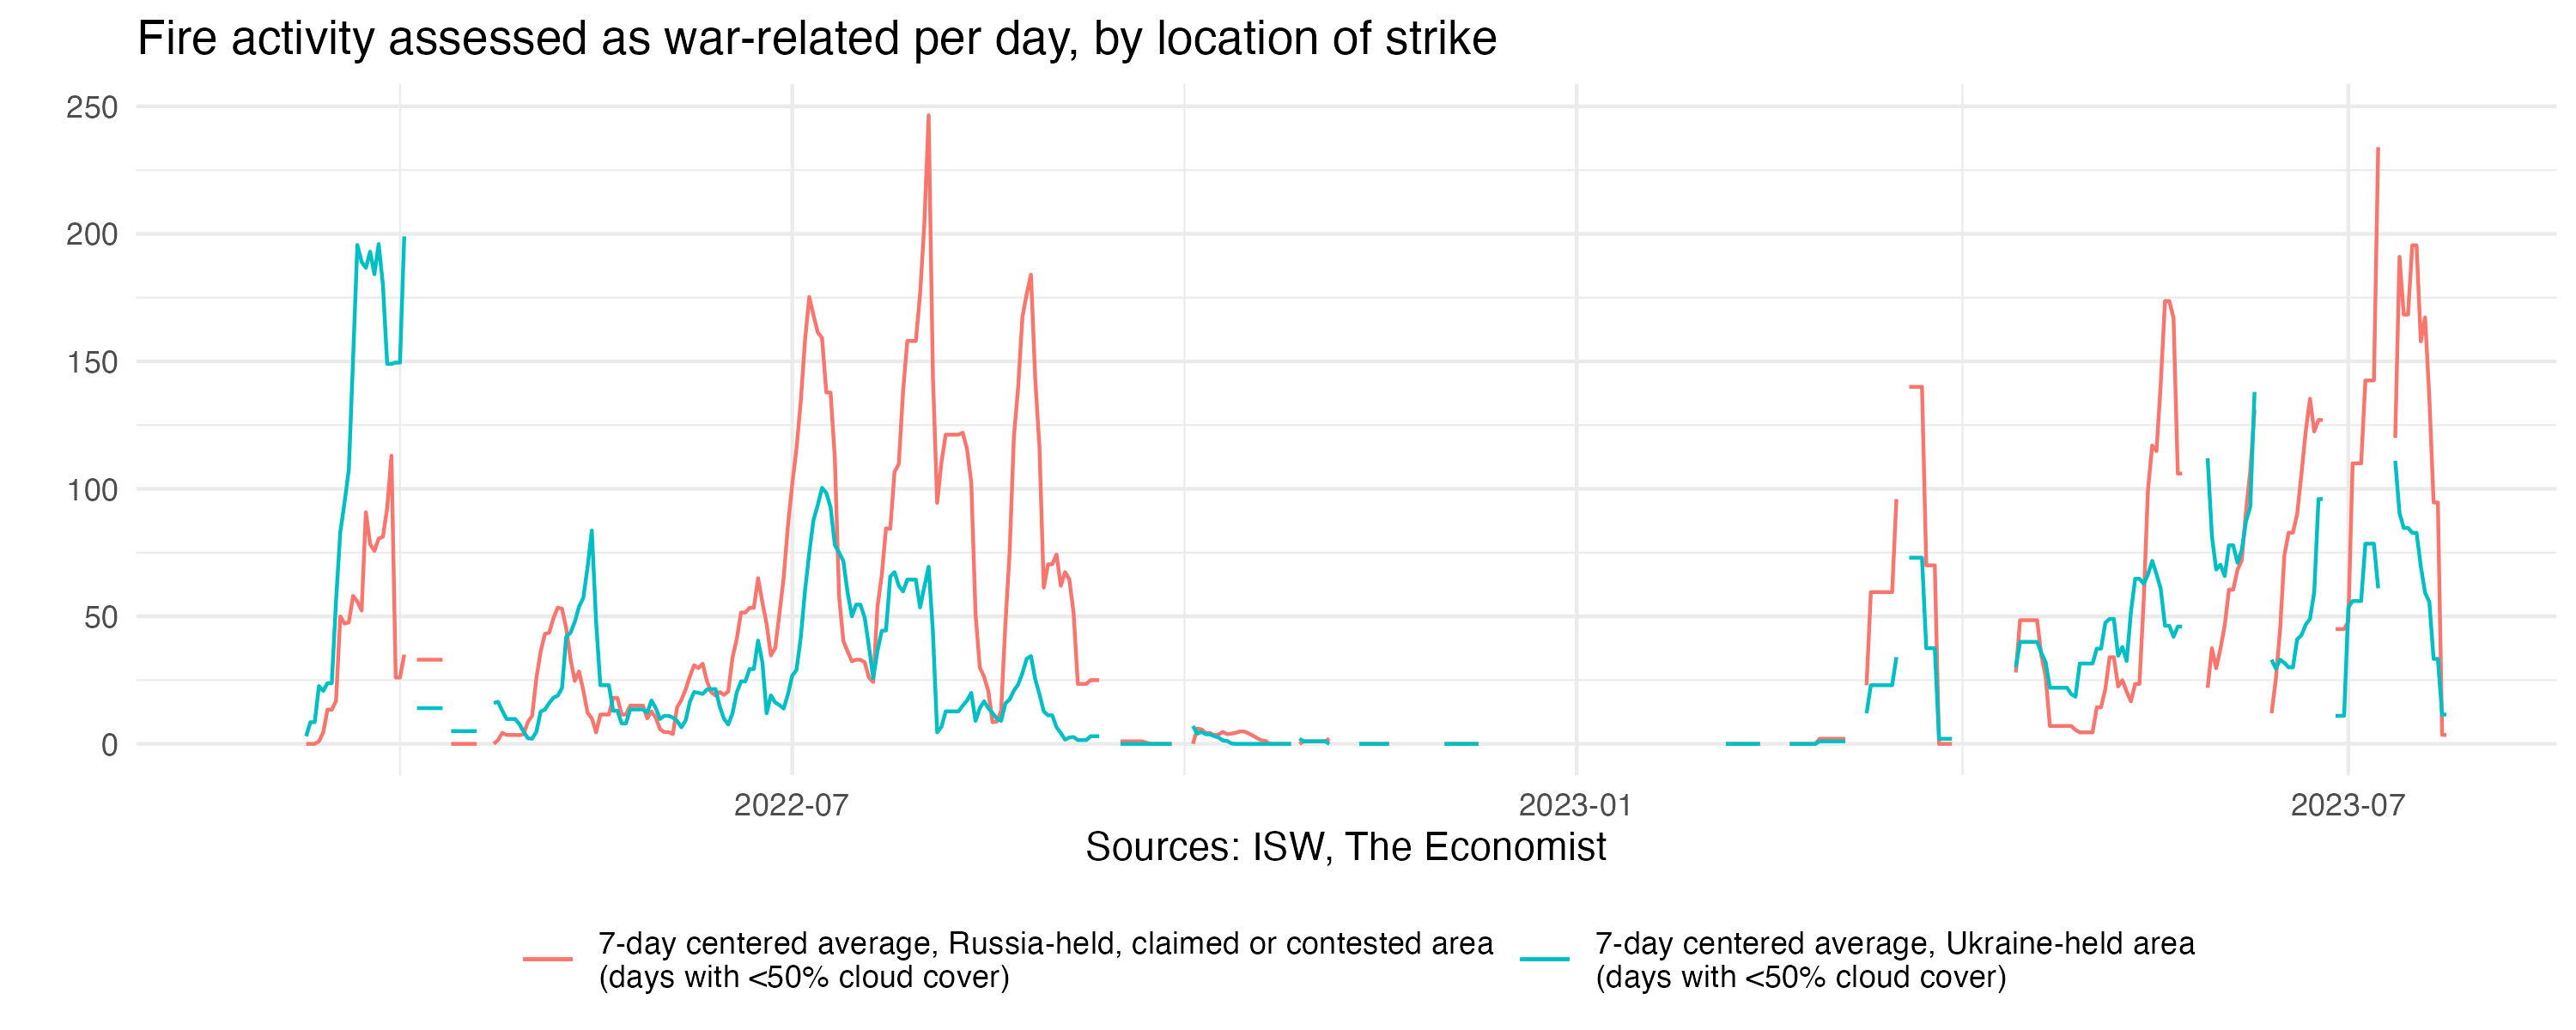 Fire activity assessed as war-related per day, by location of strike
250
200
150
100
50
0
2022-07
2023-01
2023-07
Sources: ISW, The Economist
7-day centered average, Russia-held, claimed or contested area
(days with <50% cloud cover)
7-day centered average, Ukraine-held area
(days with <50% cloud cover)